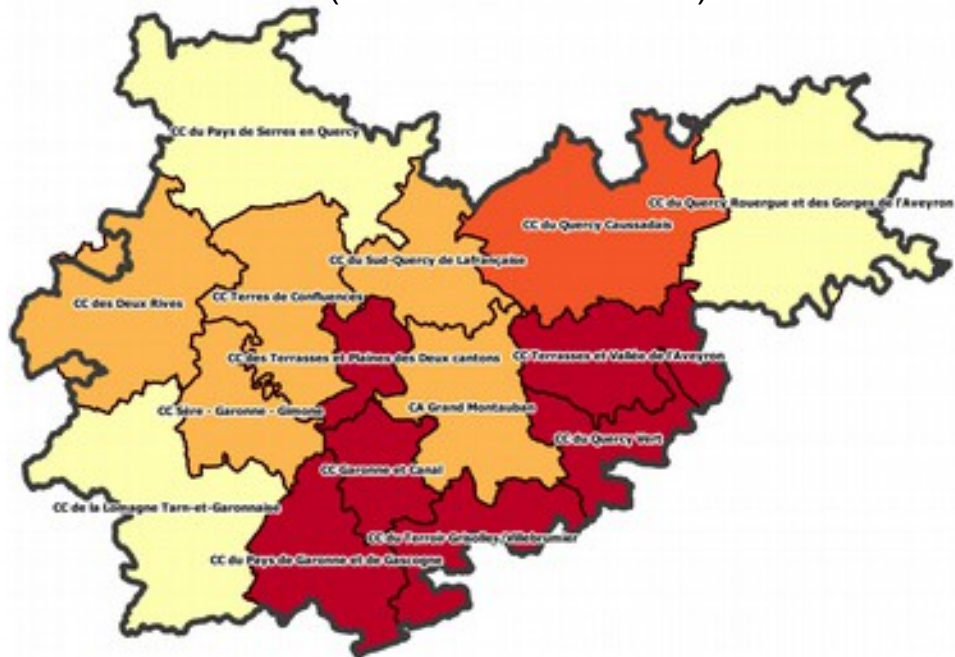 CC du Pays de Serres en Quercy
CC du Quercy Rouergue et des Gorges de l'Aveyron
CC du Quercy Caussadais
CC du Sud-Quercy de Lafrançaise
CC des Deux Rives
CC Terres de Confluences
CC des Terrasses et Plaines des Deux cantons
CC Terrasses et Vallée de l'Aveyron
CC Sère - Garonne - Gimone
CA Grand Montauban
CC du Quercy Vert
CC Garonne et Canal
CC de la Lomagne Tarn-et-Garonnaise
CC du Terroir Grisolles/Villebrumier
CC du Pays de Garonne et de Gascogne